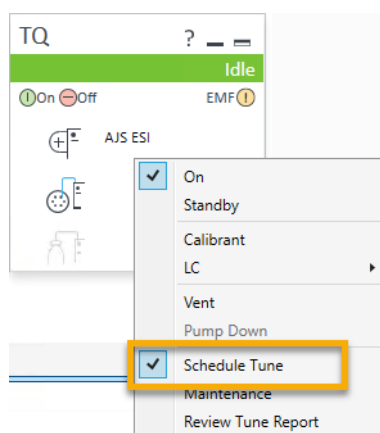 TQ ?
Idle
On Off EMF
AJS ESI
On
Standby
Calibrant
LC
Vent
Pump Down
Schedule Tune
Maintenance
Review Tune Report